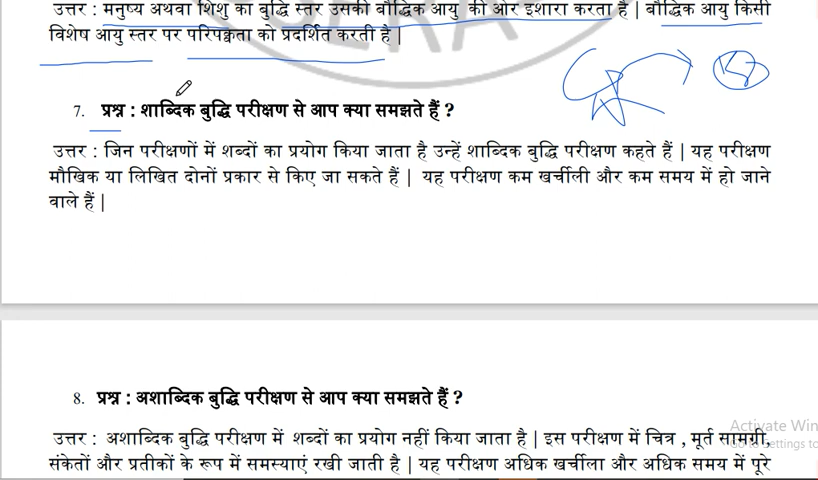 उत्तर : मनुष्य अथवा शिशु का बुद्धि स्तर उसकी बौद्धिक आयु की ओर इशारा करता है | बौद्धिक आयु किसी
विशेष आयु स्तर पर परिपक्वता को प्रदर्शित करती है |
7. प्रश्न : शाब्दिक बुद्धि परीक्षण से आप क्या समझते हैं ?
उत्तर : जिन परीक्षणों में शब्दों का प्रयोग किया जाता है उन्हें शाब्दिक बुद्धि परीक्षण कहते हैं | यह परीक्षण
मौखिक या लिखित दोनों प्रकार से किए जा सकते हैं | यह परीक्षण कम खर्चीली और कम समय में हो जाने
वाले हैं |
8. प्रश्न : अशाब्दिक बुद्धि परीक्षण से आप क्या समझते हैं ?
Activate Win
उत्तर : अशाब्दिक बुद्धि परीक्षण में शब्दों का प्रयोग नहीं किया जाता है | इस परीक्षण में चित्र , मूर्त सामग्री,
ettings to
संकेतों और प्रतीकों के रूप में समस्याएं रखी जाती है | यह परीक्षण अधिक खर्चीला और अधिक समय में पूरे